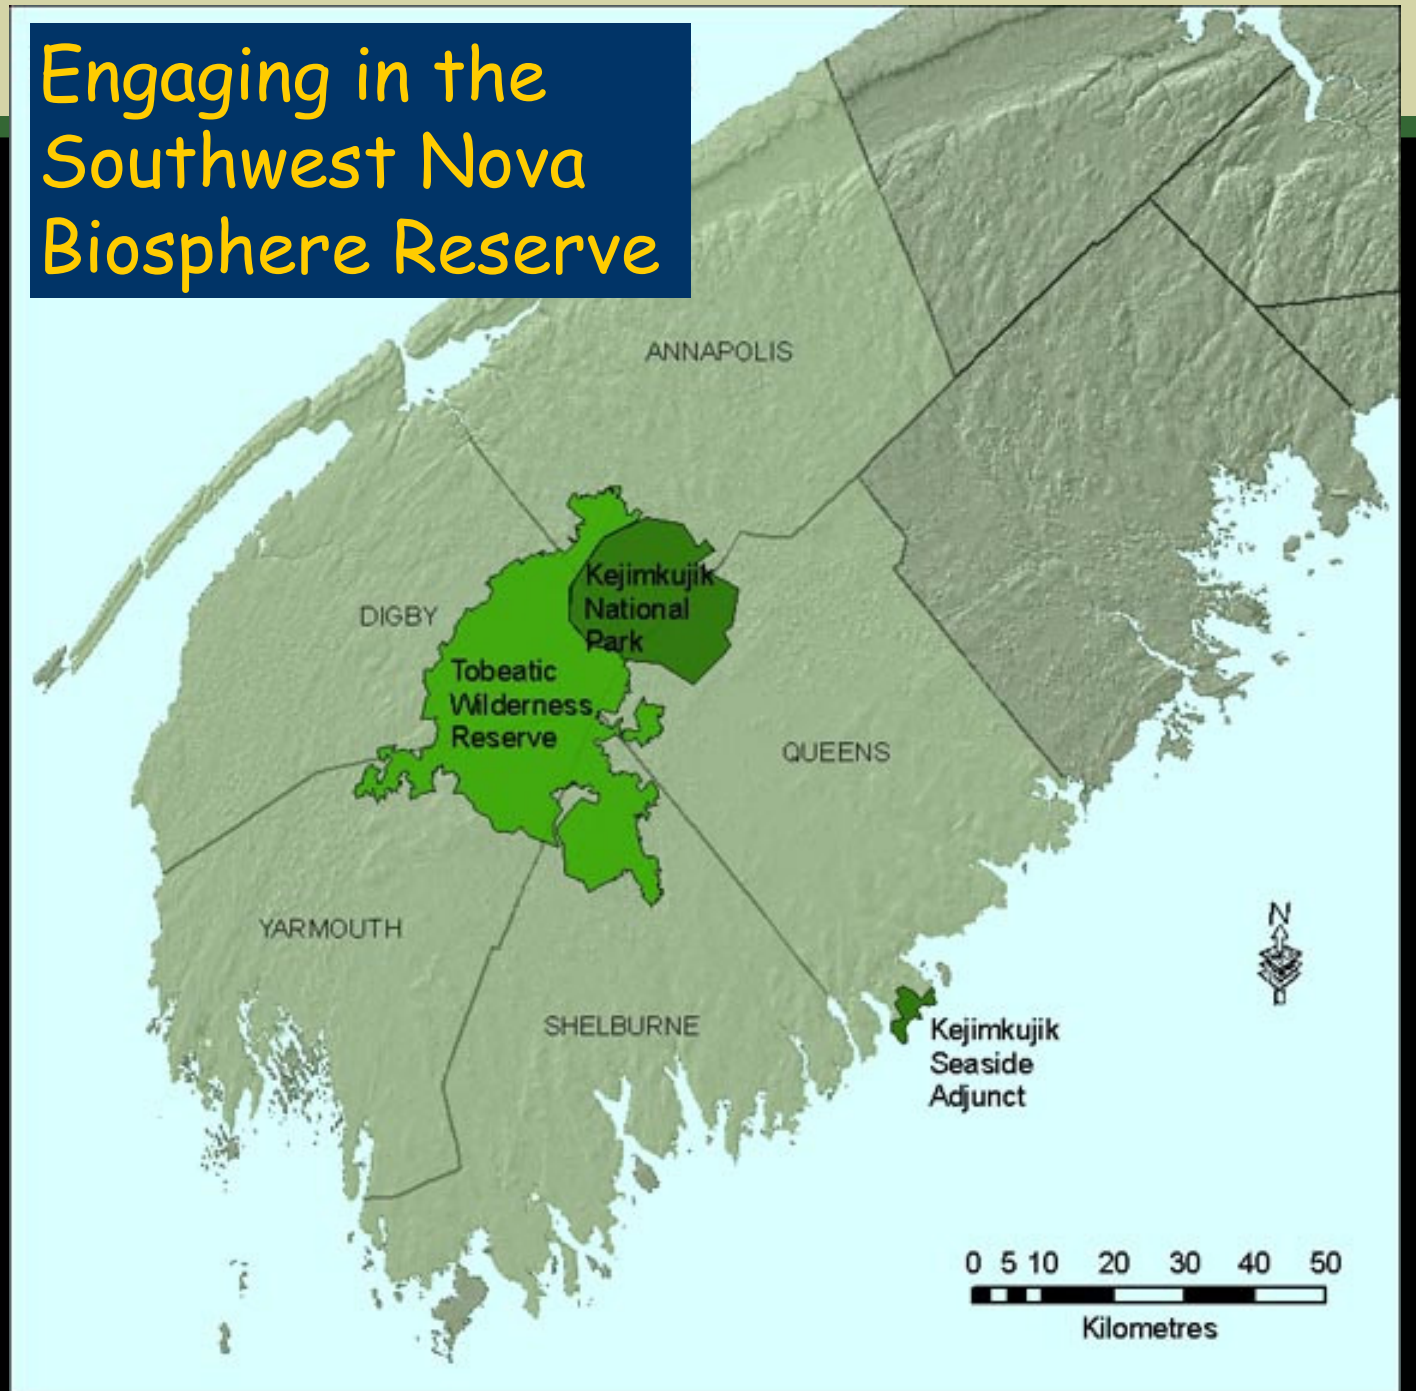 Engaging in the
Southwest Nova
Biosphere Reserve
ANNAPOLIS
Kejimkujik
National
Park
DIGBY
Tobeatic
Wilderness
Reserve
QUEENS
YARMOUTH
N
SHELBURNE
Kejimkujik
Seaside
Adjunct
0 5 10 20 30 40 50
Kilometres